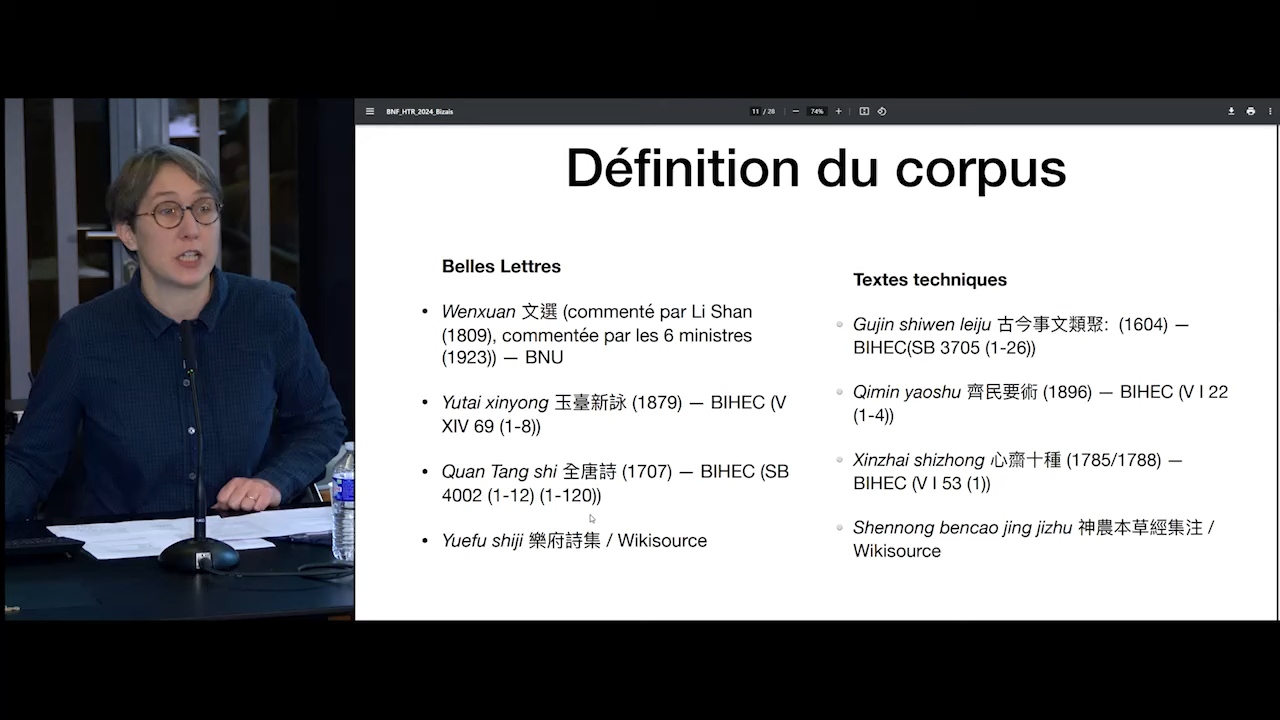 BNF_HTR_2024_Bizais
11 / 28
74%
Définition du corpus
Belles Lettres
• Wenxuan 文選 (commenté par Li Shan
(1809), commentée par les 6 ministres
(1923)) — BNU
• Yutai xinyong 玉臺新詠 (1879) — BIHEC (V
XIV 69 (1-8))
• Quan Tang shi 全唐詩 (1707) — BIHEC (SB
4002 (1-12) (1-120))
• Yuefu shiji 樂府詩集 / Wikisource
Textes techniques
Gujin shiwen leiju 古今事文類聚: (1604) —
BIHEC(SB 3705 (1-26))
Qimin yaoshu 齊民要術 (1896) — BIHEC (V I 22
(1-4))
Xinzhai shizhong 心齋十種 (1785/1788) —
BIHEC (V I 53 (1))
Shennong bencao jing jizhu 神農本草經集注 /
Wikisource